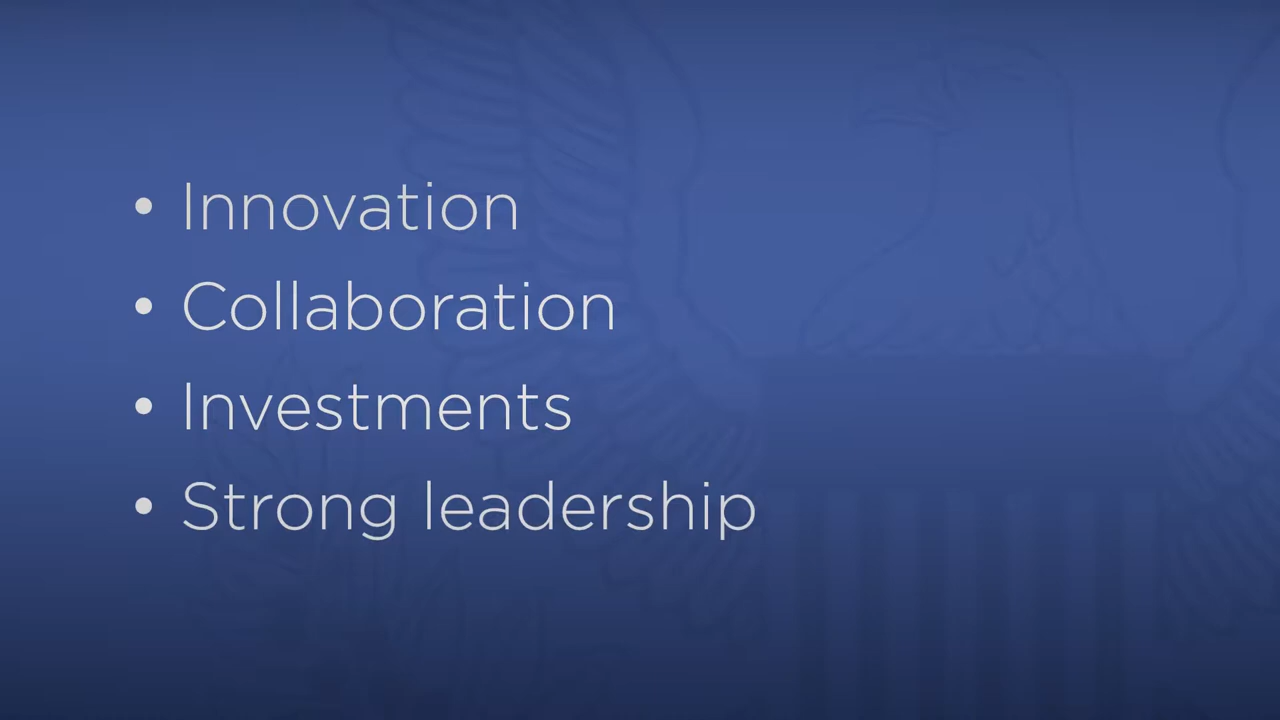 • Innovation
• Collaboration
• Investments
• Strong leadership